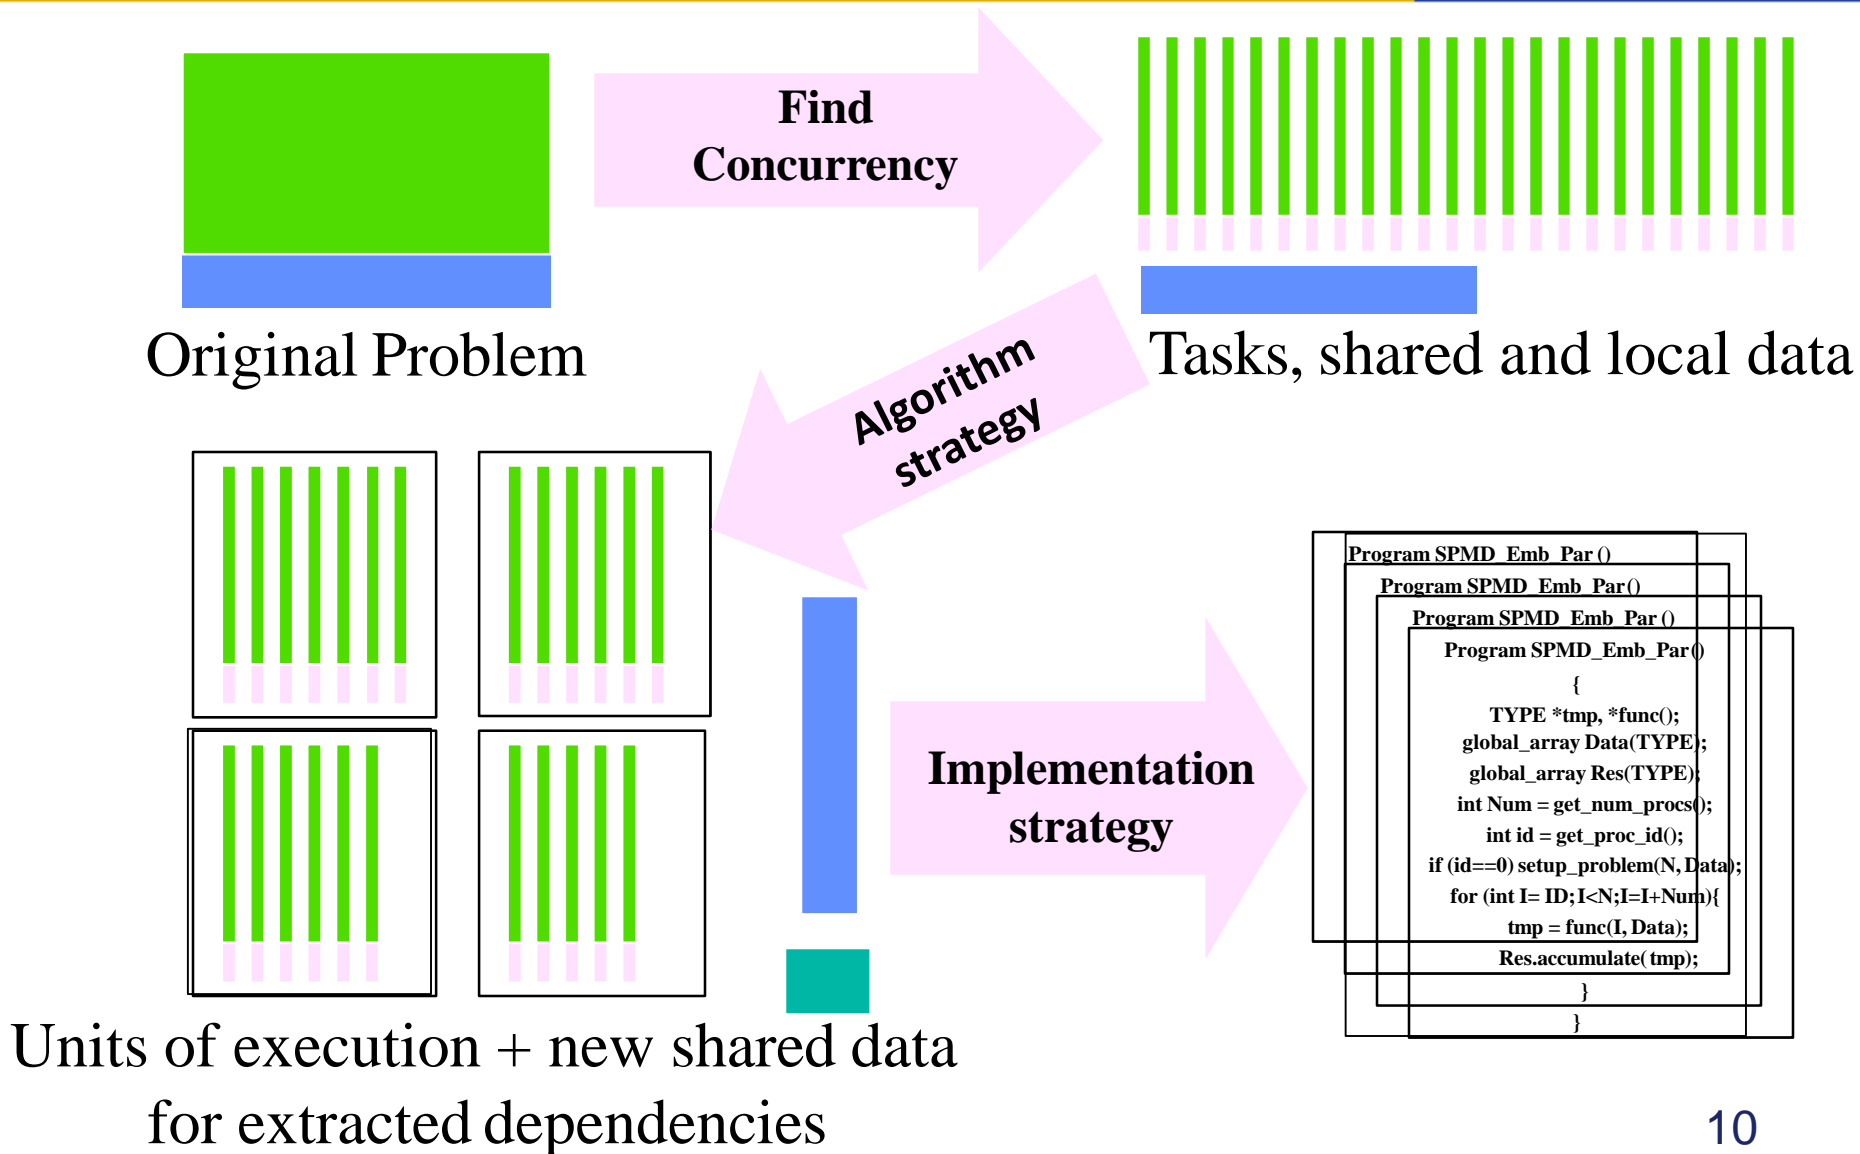 Find
Concurrency
Original Problem
Tasks, shared and local data
Algorithm
strategy
Implementation
strategy
Program SPMD_Emb_Par ()
Program SPMD_Emb_Par()
Program SPMD_Emb_Par ()
Program SPMD_Emb_Par()
{
TYPE *tmp, *func();
global_array Data(TYPE);
global_array Res(TYPE);
int Num = get_num_procs();
int id = get_proc_id();
if (id==0) setup_problem(N, Data);
for (int I= ID; I<N;I=I+Num){
tmp = func(I, Data);
Res.accumulate( tmp);
}
}
Units of execution + new shared data
for extracted dependencies
10